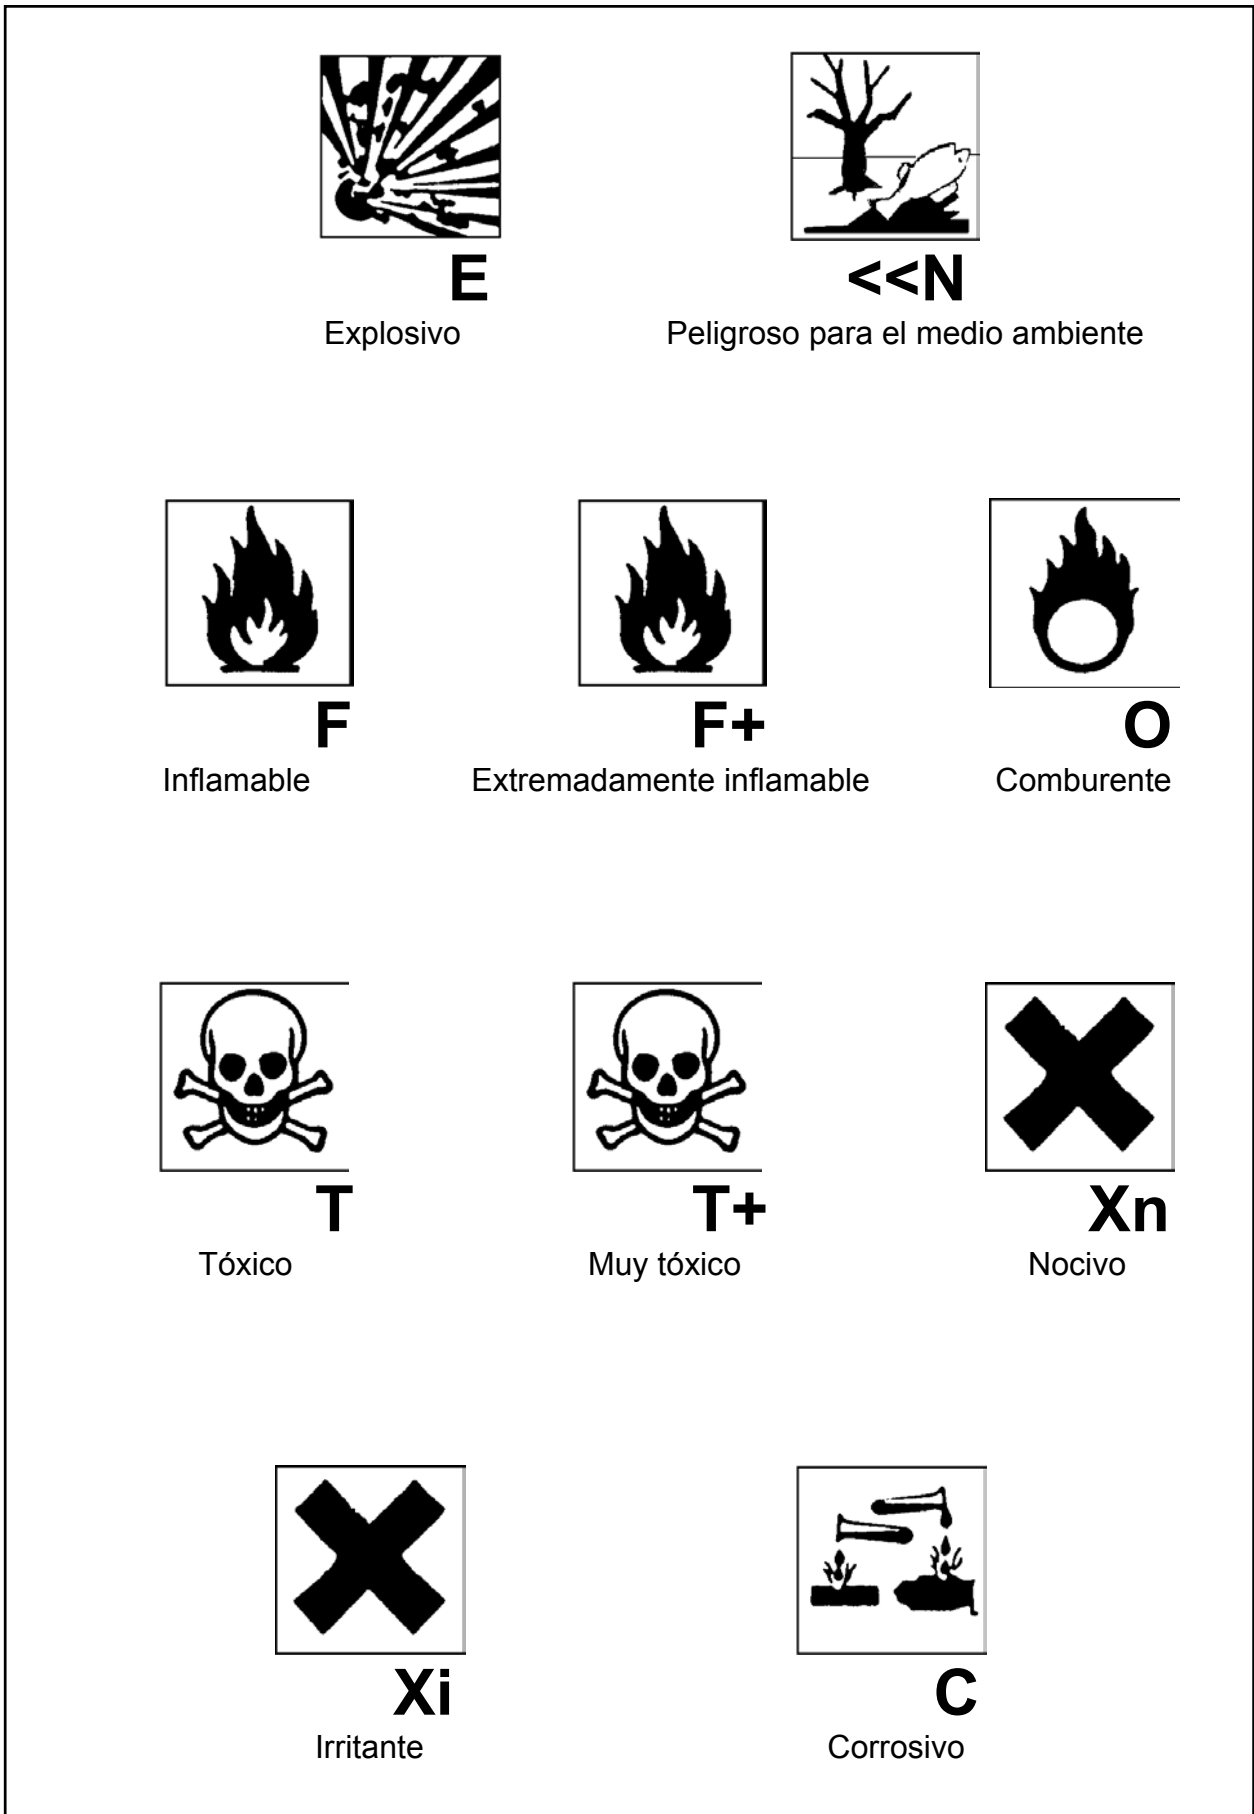 E
<<N
Explosivo
Peligroso para el medio ambiente
F
F+
O
Inflamable
Extremadamente inflamable
Comburente
T
T+
Xn
Tóxico
Muy tóxico
Nocivo
Xi
C
Irritante
Corrosivo